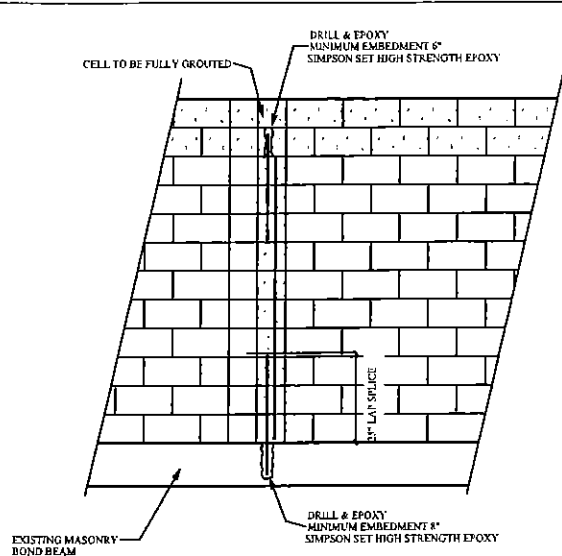 DRILL & EPOXY
MINIMUM EMBEDMENT 6"
SIMPSON SET HIGH STRENGTH EPOXY
CELL TO BE FULLY GROUTED
LAP SPLICE
DRILL & EPOXY
MINIMUM EMBEDMENT 8"
SIMPSON SET HIGH STRENGTH EPOXY
EXISTING MASONRY
BOND BEAM